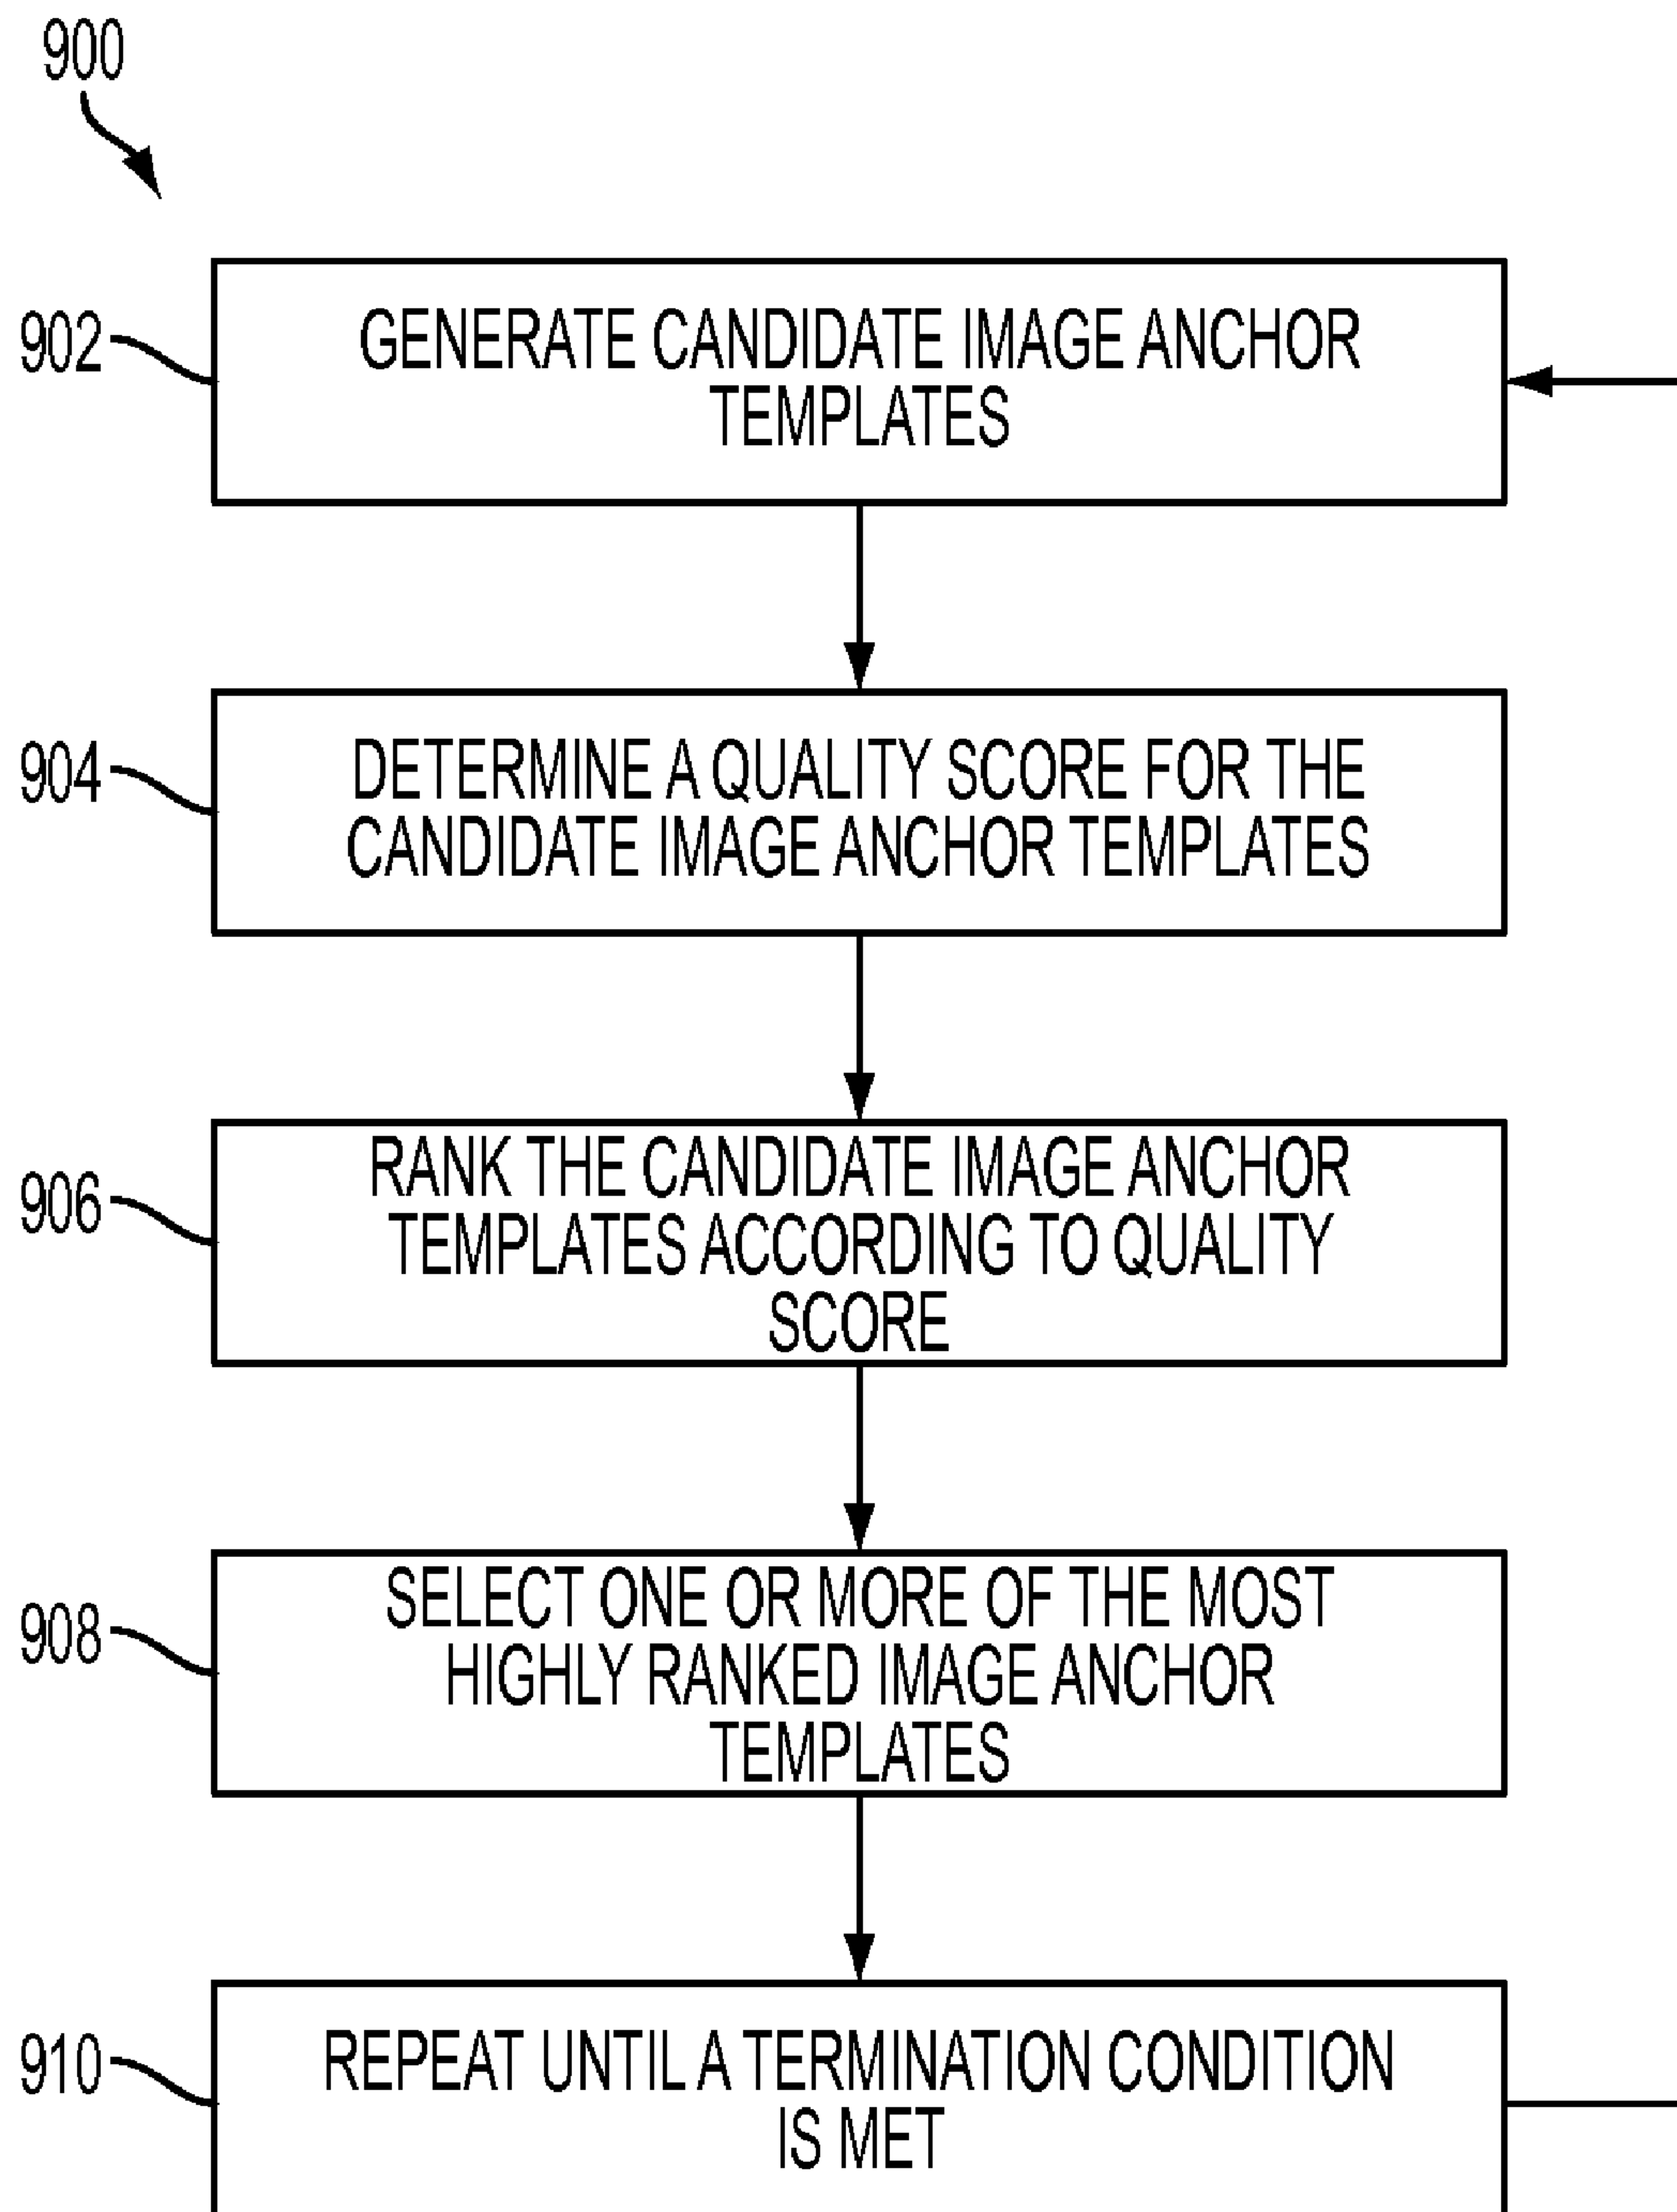 900
902
GENERATE CANDIDATE IMAGE ANCHOR
TEMPLATES
904
DETERMINE A QUALITY SCORE FOR THE
CANDIDATE IMAGE ANCHOR TEMPLATES
906
RANK THE CANDIDATE IMAGE ANCHOR
TEMPLATES ACCORDING TO QUALITY
SCORE
908
SELECT ONE OR MORE OF THE MOST
HIGHLY RANKED IMAGE ANCHOR
TEMPLATES
910
REPEAT UNTIL A TERMINATION CONDITION
IS MET